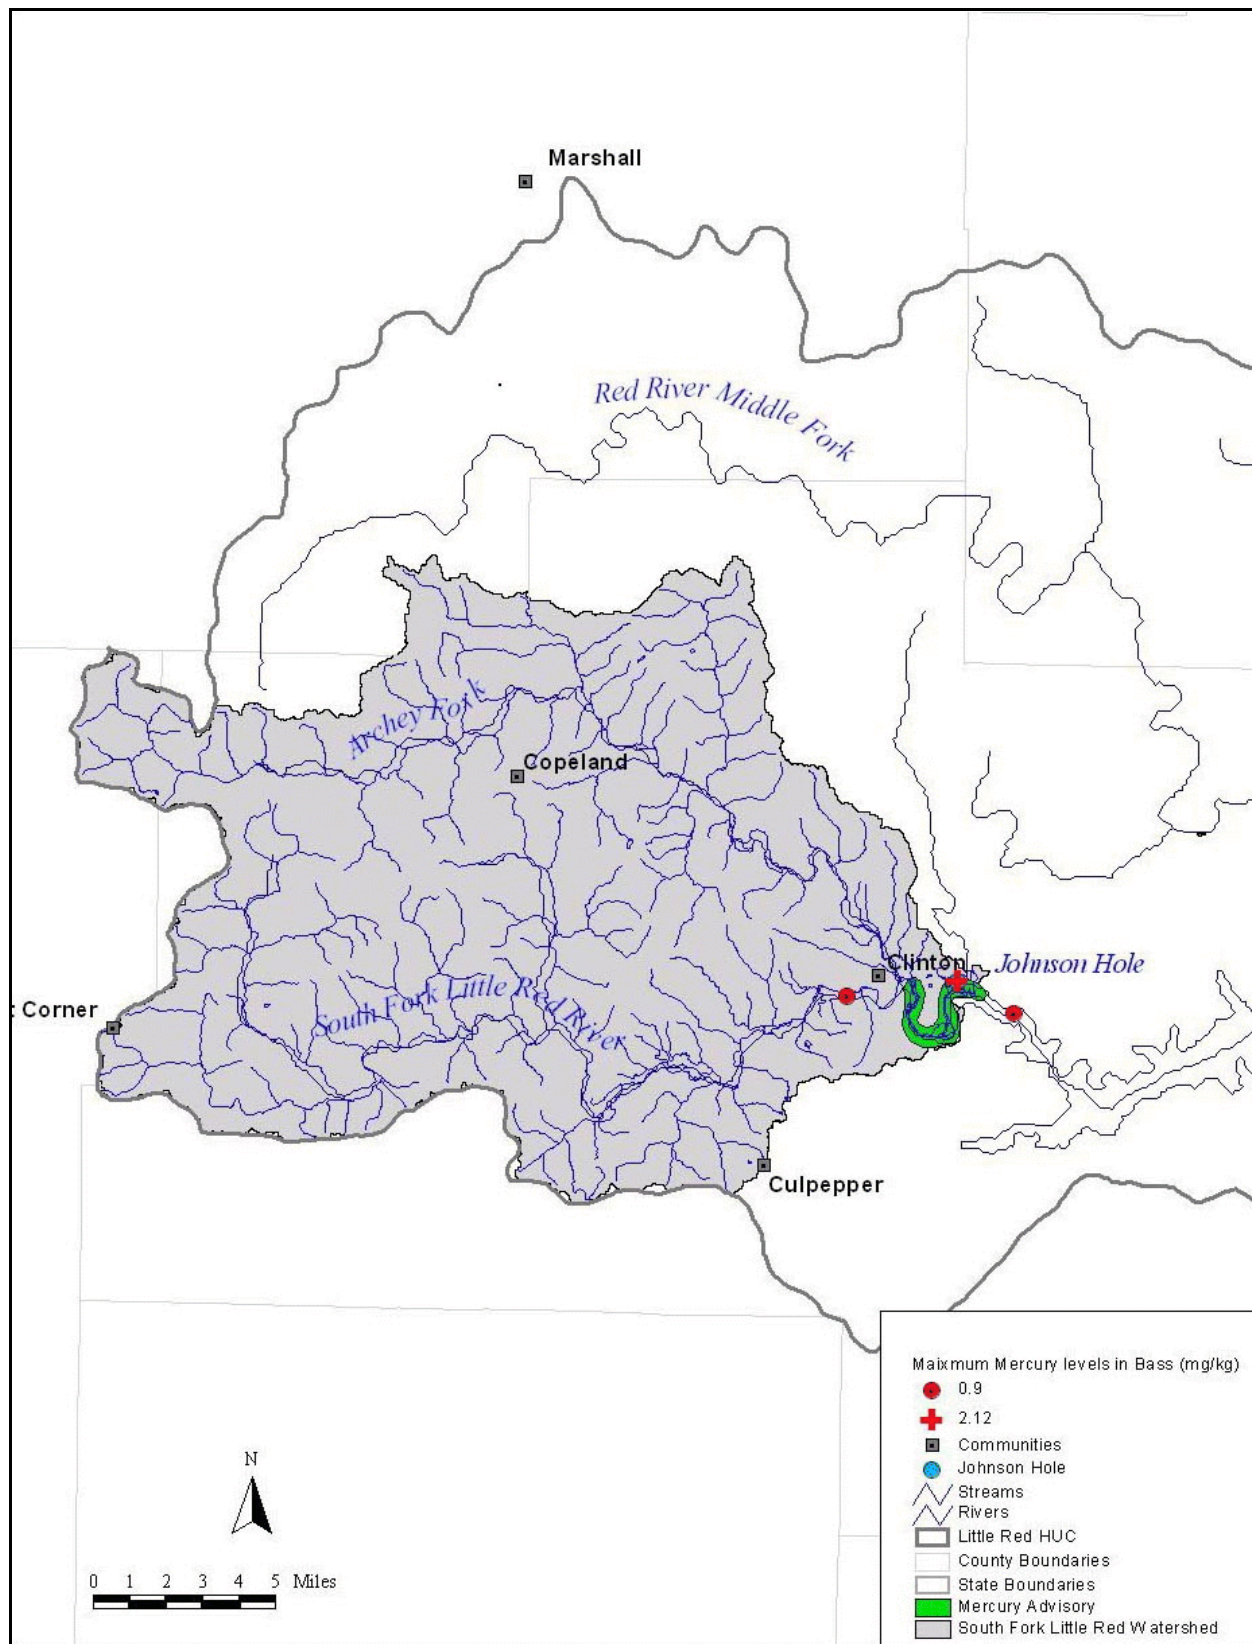 Marshall
Red River Middle Fork
Archey Fork
Copeland
Clinton
Johnson Hole
South Fork Little Red River
: Corner
Culpepper
Maixmum Mercury levels in Bass (mg/kg)
0.9
2.12
Communities
Johnson Hole
Streams
Rivers
Little Red HUC
County Boundaries
State Boundaries
Mercury Advisory
South Fork Little Red Watershed
N
0 1 2 3 4 5 Miles